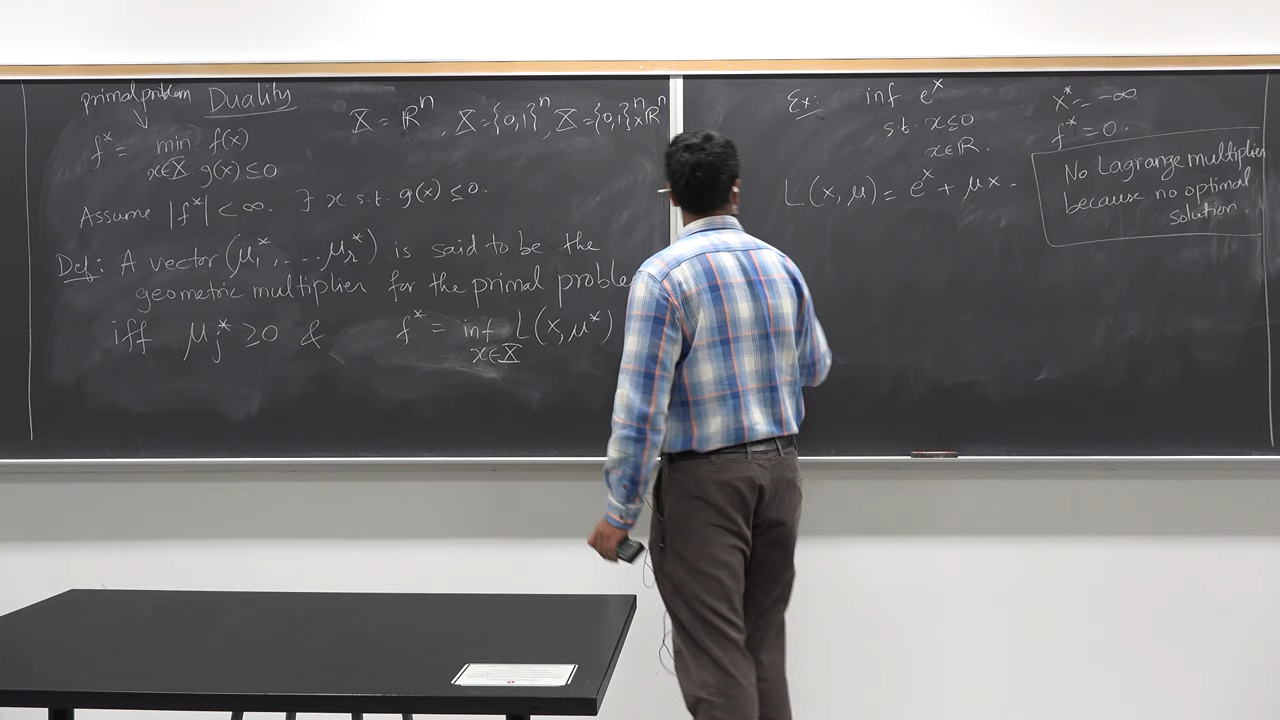 primal problem Duality
f* = min f(x)
x∈X g(x) ≤ 0
X = ℝⁿ, X = {0,1}ⁿ, X = {0,1}ⁿ×ℝⁿ
Assume |f*| < ∞. ∃ x s.t. g(x) ≤ 0.
Def: A vector (μ₁*, ..., μᵣ*) is said to be the
geometric multiplier for the primal proble
iff μⱼ* ≥ 0 & f* = inf L(x, μ*)
x∈X
Ex: inf eˣ
s.t. x ≤ 0
x∈ℝ.
x* = -∞
f* = 0.
L(x, μ) = eˣ + μx.
No Lagrange multiplier
because no optimal
solution.